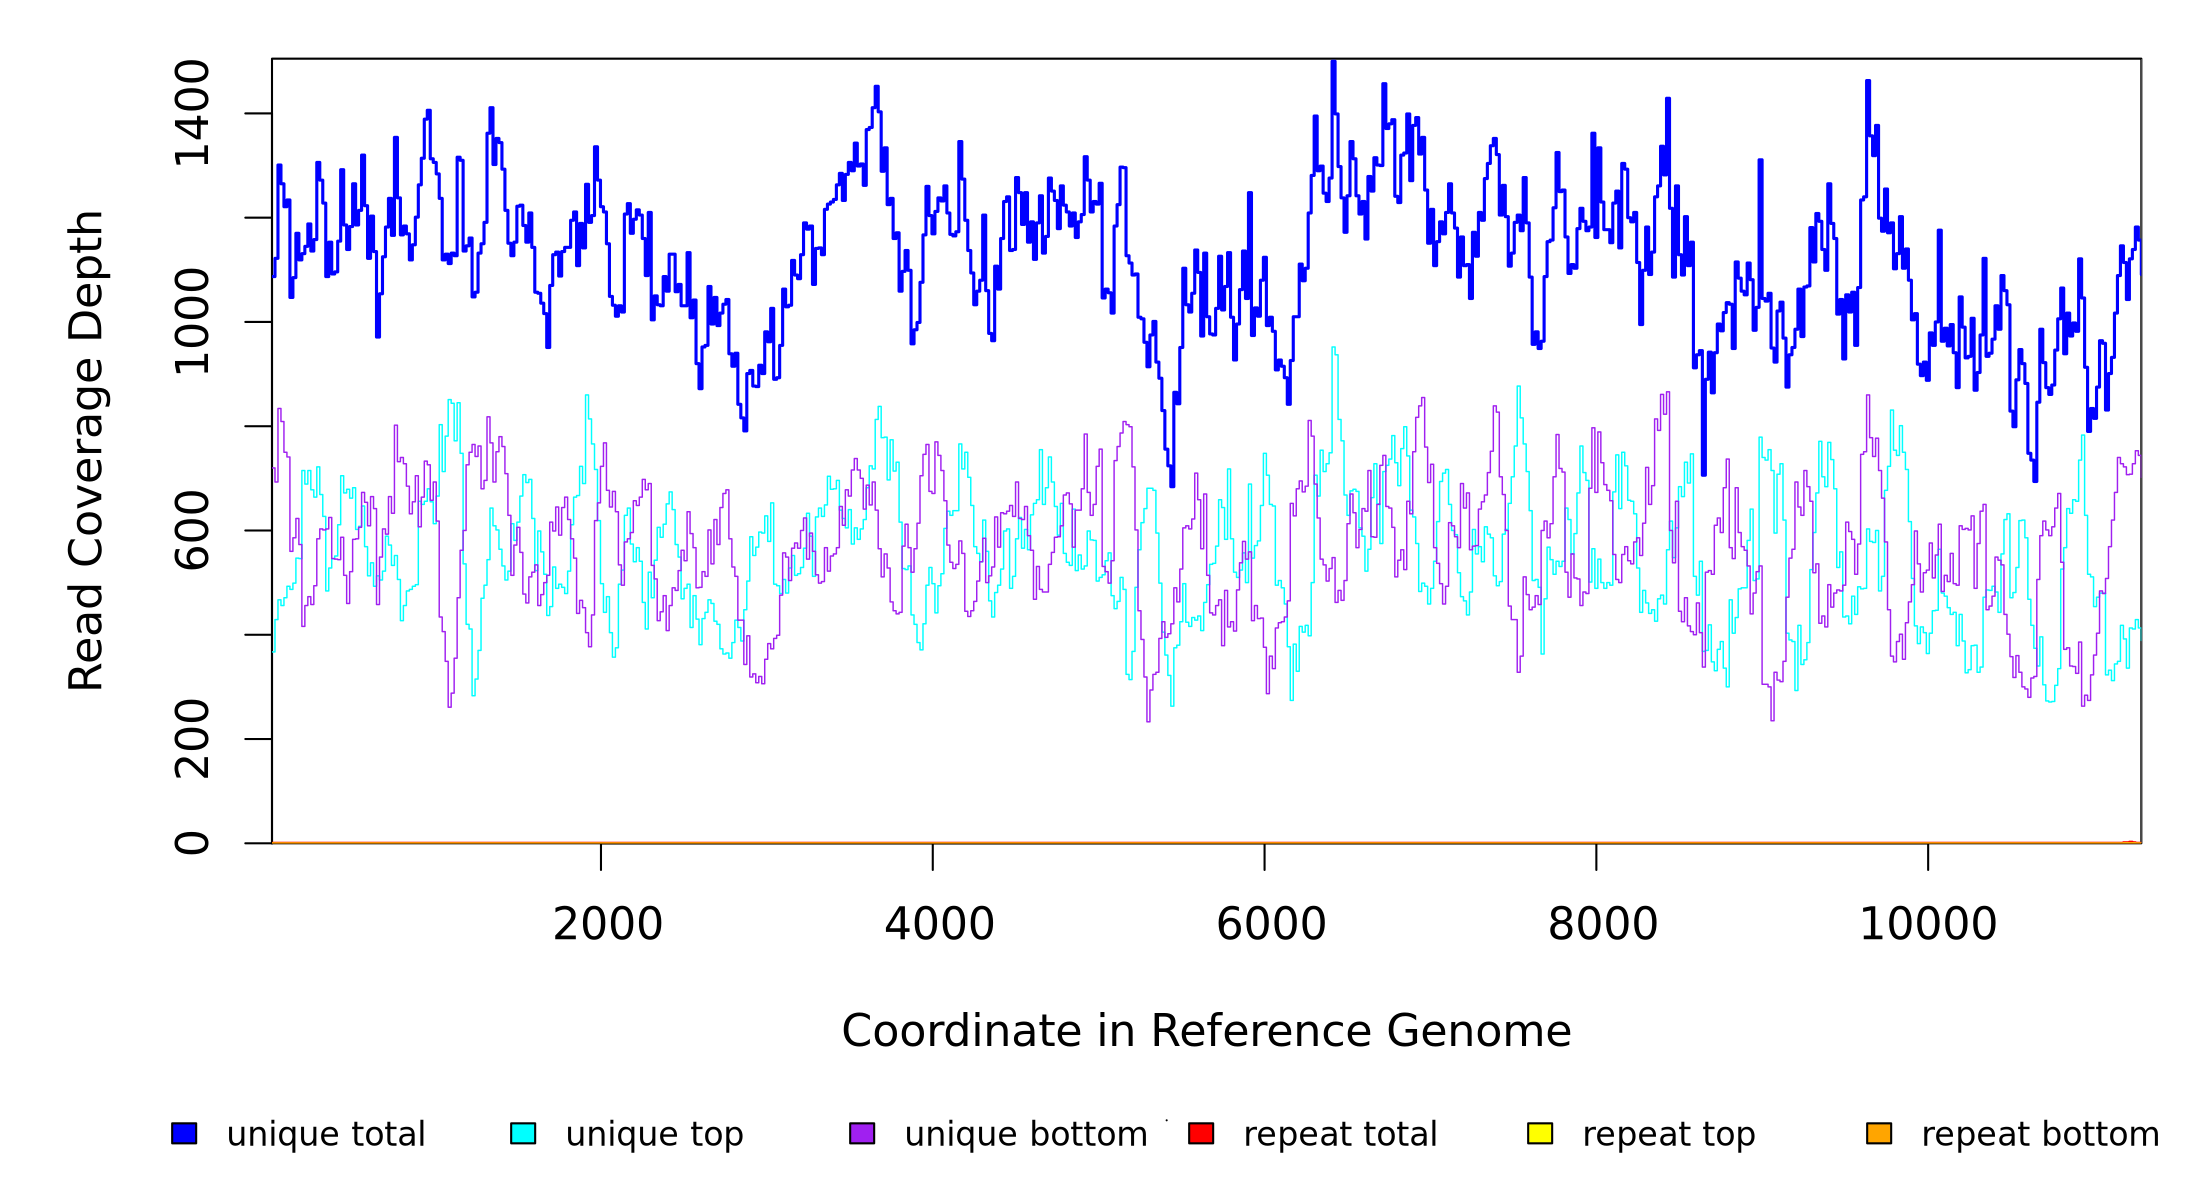 Read Coverage Depth
1400
1000
600
200
0
2000 4000 6000 8000 10000
Coordinate in Reference Genome
unique total unique top unique bottom repeat total repeat top repeat bottom